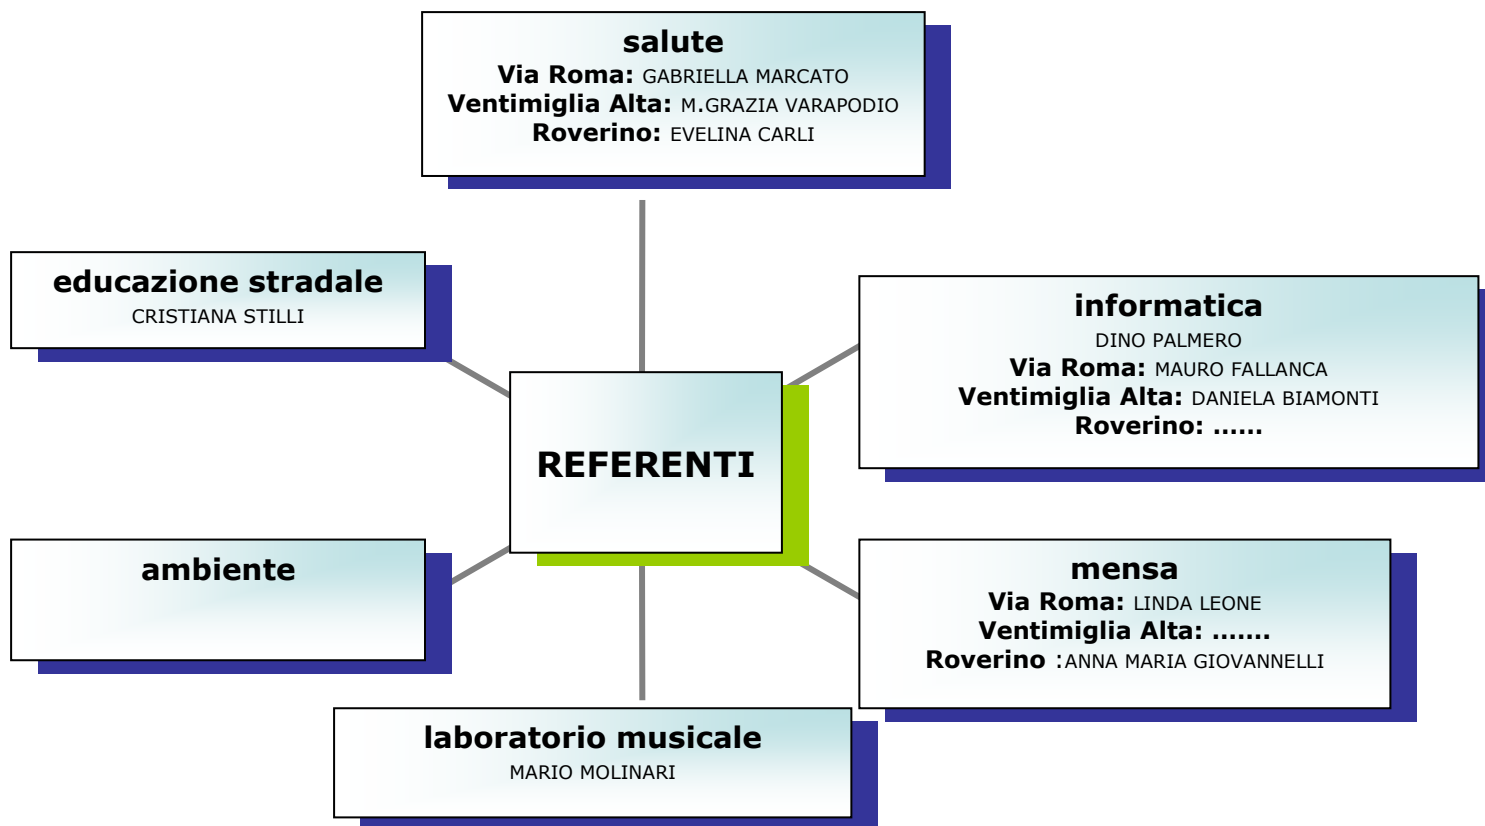 salute
Via Roma: GABRIELLA MARCATO
Ventimiglia Alta: M.GRAZIA VARAPODIO
Roverino: EVELINA CARLI
educazione stradale
CRISTIANA STILLI
informatica
DINO PALMERO
Via Roma: MAURO FALLANCA
Ventimiglia Alta: DANIELA BIAMONTI
Roverino: ......
REFERENTI
ambiente
mensa
Via Roma: LINDA LEONE
Ventimiglia Alta: .......
Roverino :ANNA MARIA GIOVANNELLI
laboratorio musicale
MARIO MOLINARI